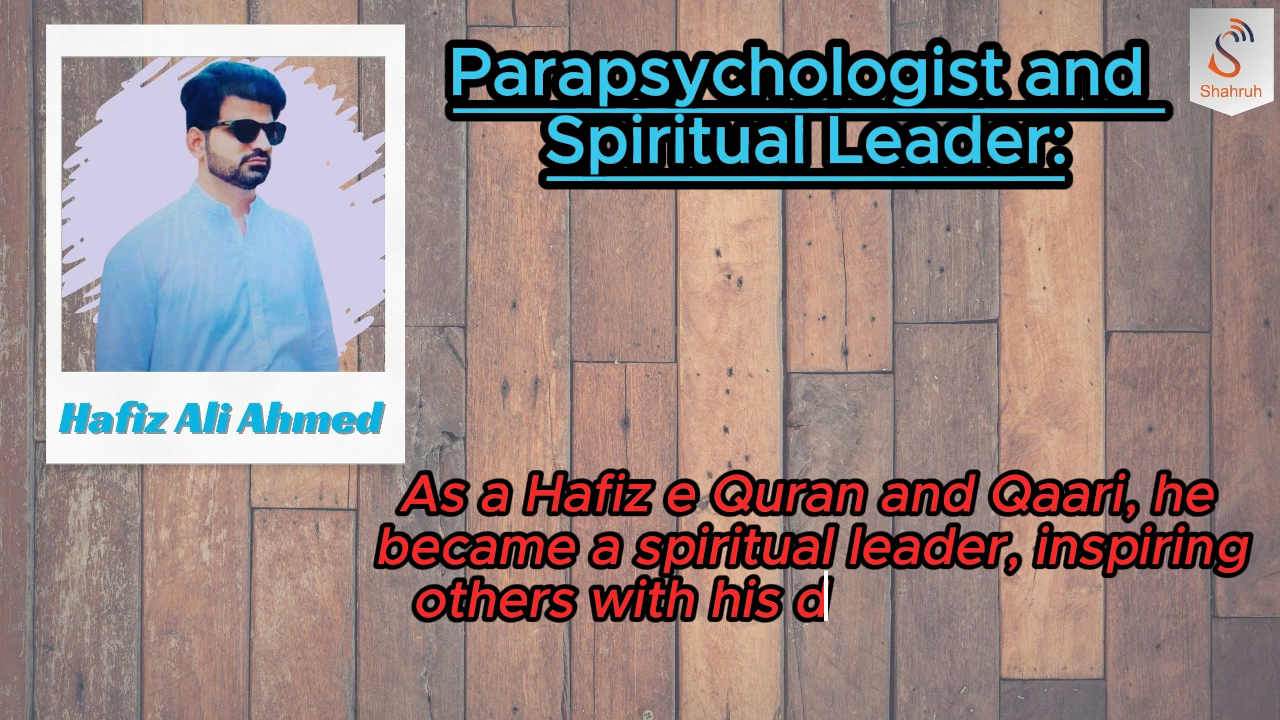 Parapsychologist and
Spiritual Leader:
Shahruh
Hafiz Ali Ahmed
As a Hafiz e Quran and Qaari, he
became a spiritual leader, inspiring
others with his d